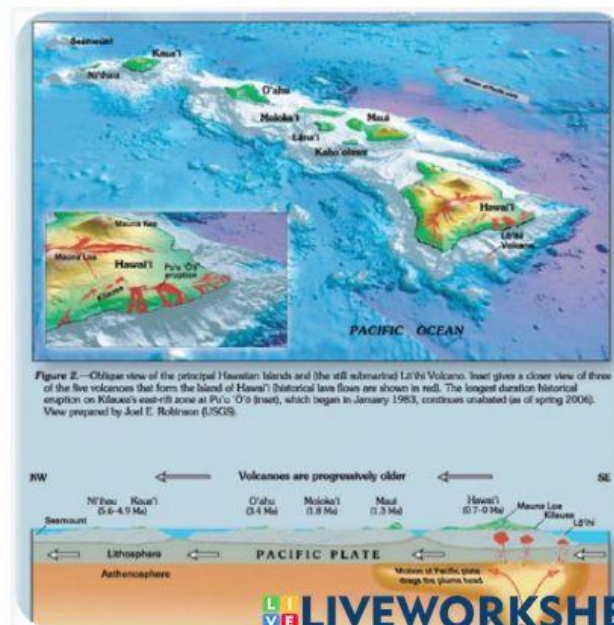 Seamount
Kaua'i
Ni'ihau
O'ahu
Moloka'i
Maui
Lāna'i
Kaho'olawe
Motion of Pacific plate
Hawai'i
Lō'ihi
Volcano
Mauna Kea
Mauna Loa
Hawai'i
Pu'u 'Ō'ō
eruption
Kilauea
PACIFIC OCEAN
Figure 2.—Oblique view of the principal Hawaiian Islands and (the still submarine) Lō'ihi Volcano. Inset gives a closer view of three
of the five volcanoes that form the Island of Hawai'i (historical lava flows are shown in red). The longest duration historical
eruption on Kīlauea's east-rift zone at Pu'u 'Ō'ō (inset), which began in January 1983, continues unabated (as of spring 2006).
View prepared by Joel E. Robinson (USGS).
NW
Volcanoes are progressively older
SE
Ni'ihau Kaua'i
(5.6-4.9 Ma)
O'ahu
(3.4 Ma)
Moloka'i
(1.8 Ma)
Maui
(1.3 Ma)
Hawai'i
(0.7-0 Ma)
Mauna Loa
Kilauea
Lō'ihi
Seamount
Lithosphere
PACIFIC PLATE
Asthenosphere
Motion of Pacific plate
drags the plume head.
LIVE
LIVEWORKSHE